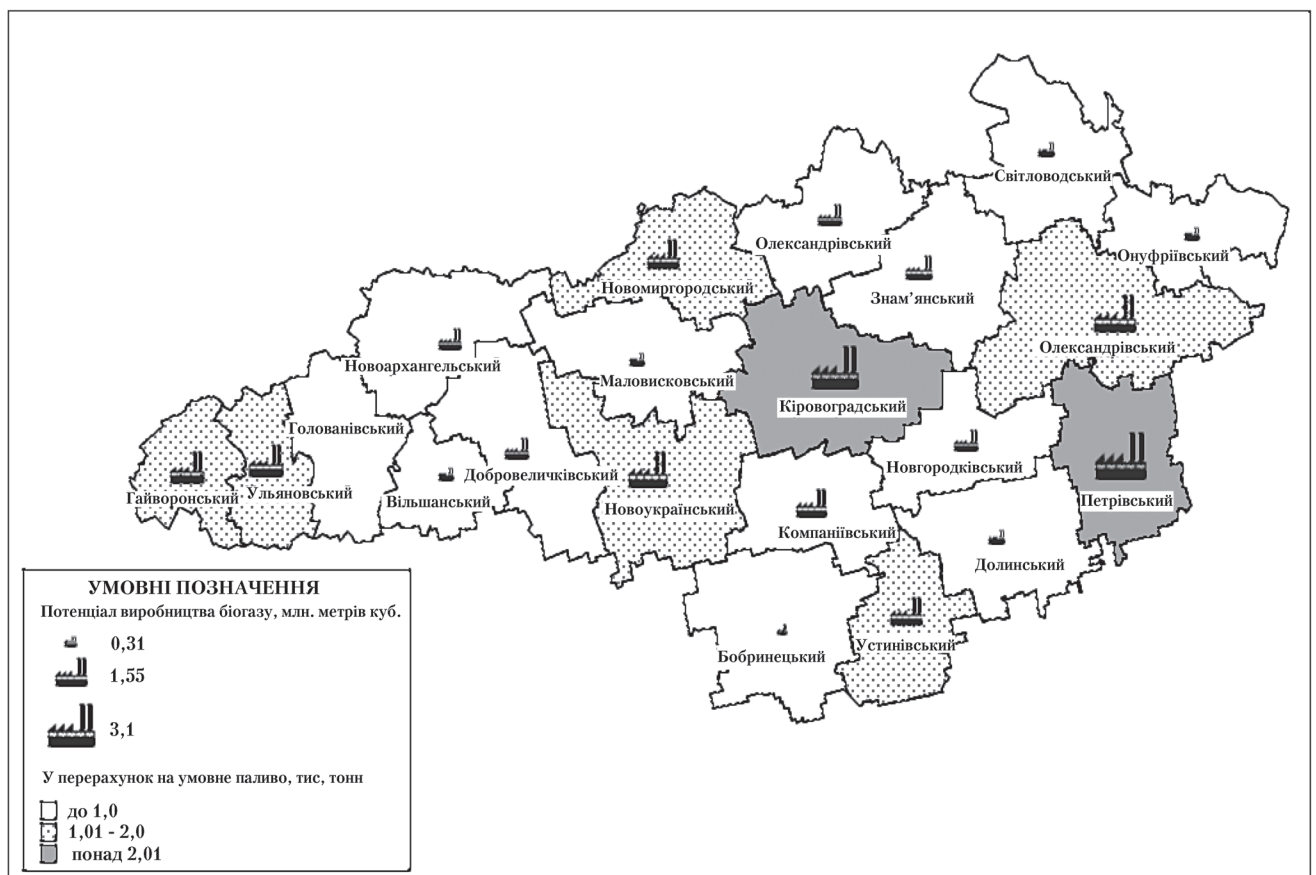 Світловодський
Олександрівський
Онуфріївський
Новомиргородський
Знам’янський
Олександрівський
Новоархангельський
Маловисковський
Кіровоградський
Голованівський
Новгородківський
Добровеличківський
Гайворонський
Ульяновський
Вільшанський
Новоукраїнський
Петрівський
Компаніївський
Долинський
Устинівський
Бобринецький
УМОВНІ ПОЗНАЧЕННЯ
Потенціал виробництва біогазу, млн. метрів куб.
0,31
1,55
3,1
У перерахунок на умовне паливо, тис, тонн
до 1,0
1,01 - 2,0
понад 2,01